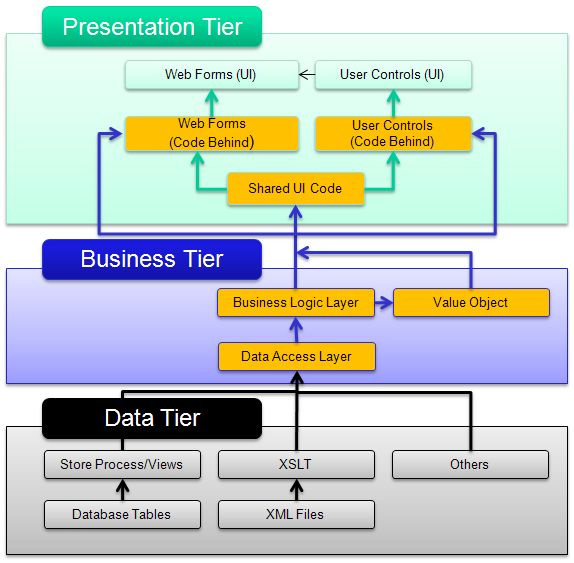 Presentation Tier
Web Forms (UI)
User Controls (UI)
Web Forms
(Code Behind)
User Controls
(Code Behind)
Shared UI Code
Business Tier
Business Logic Layer
Value Object
Data Access Layer
Data Tier
Store Process/Views
XSLT
Others
Database Tables
XML Files